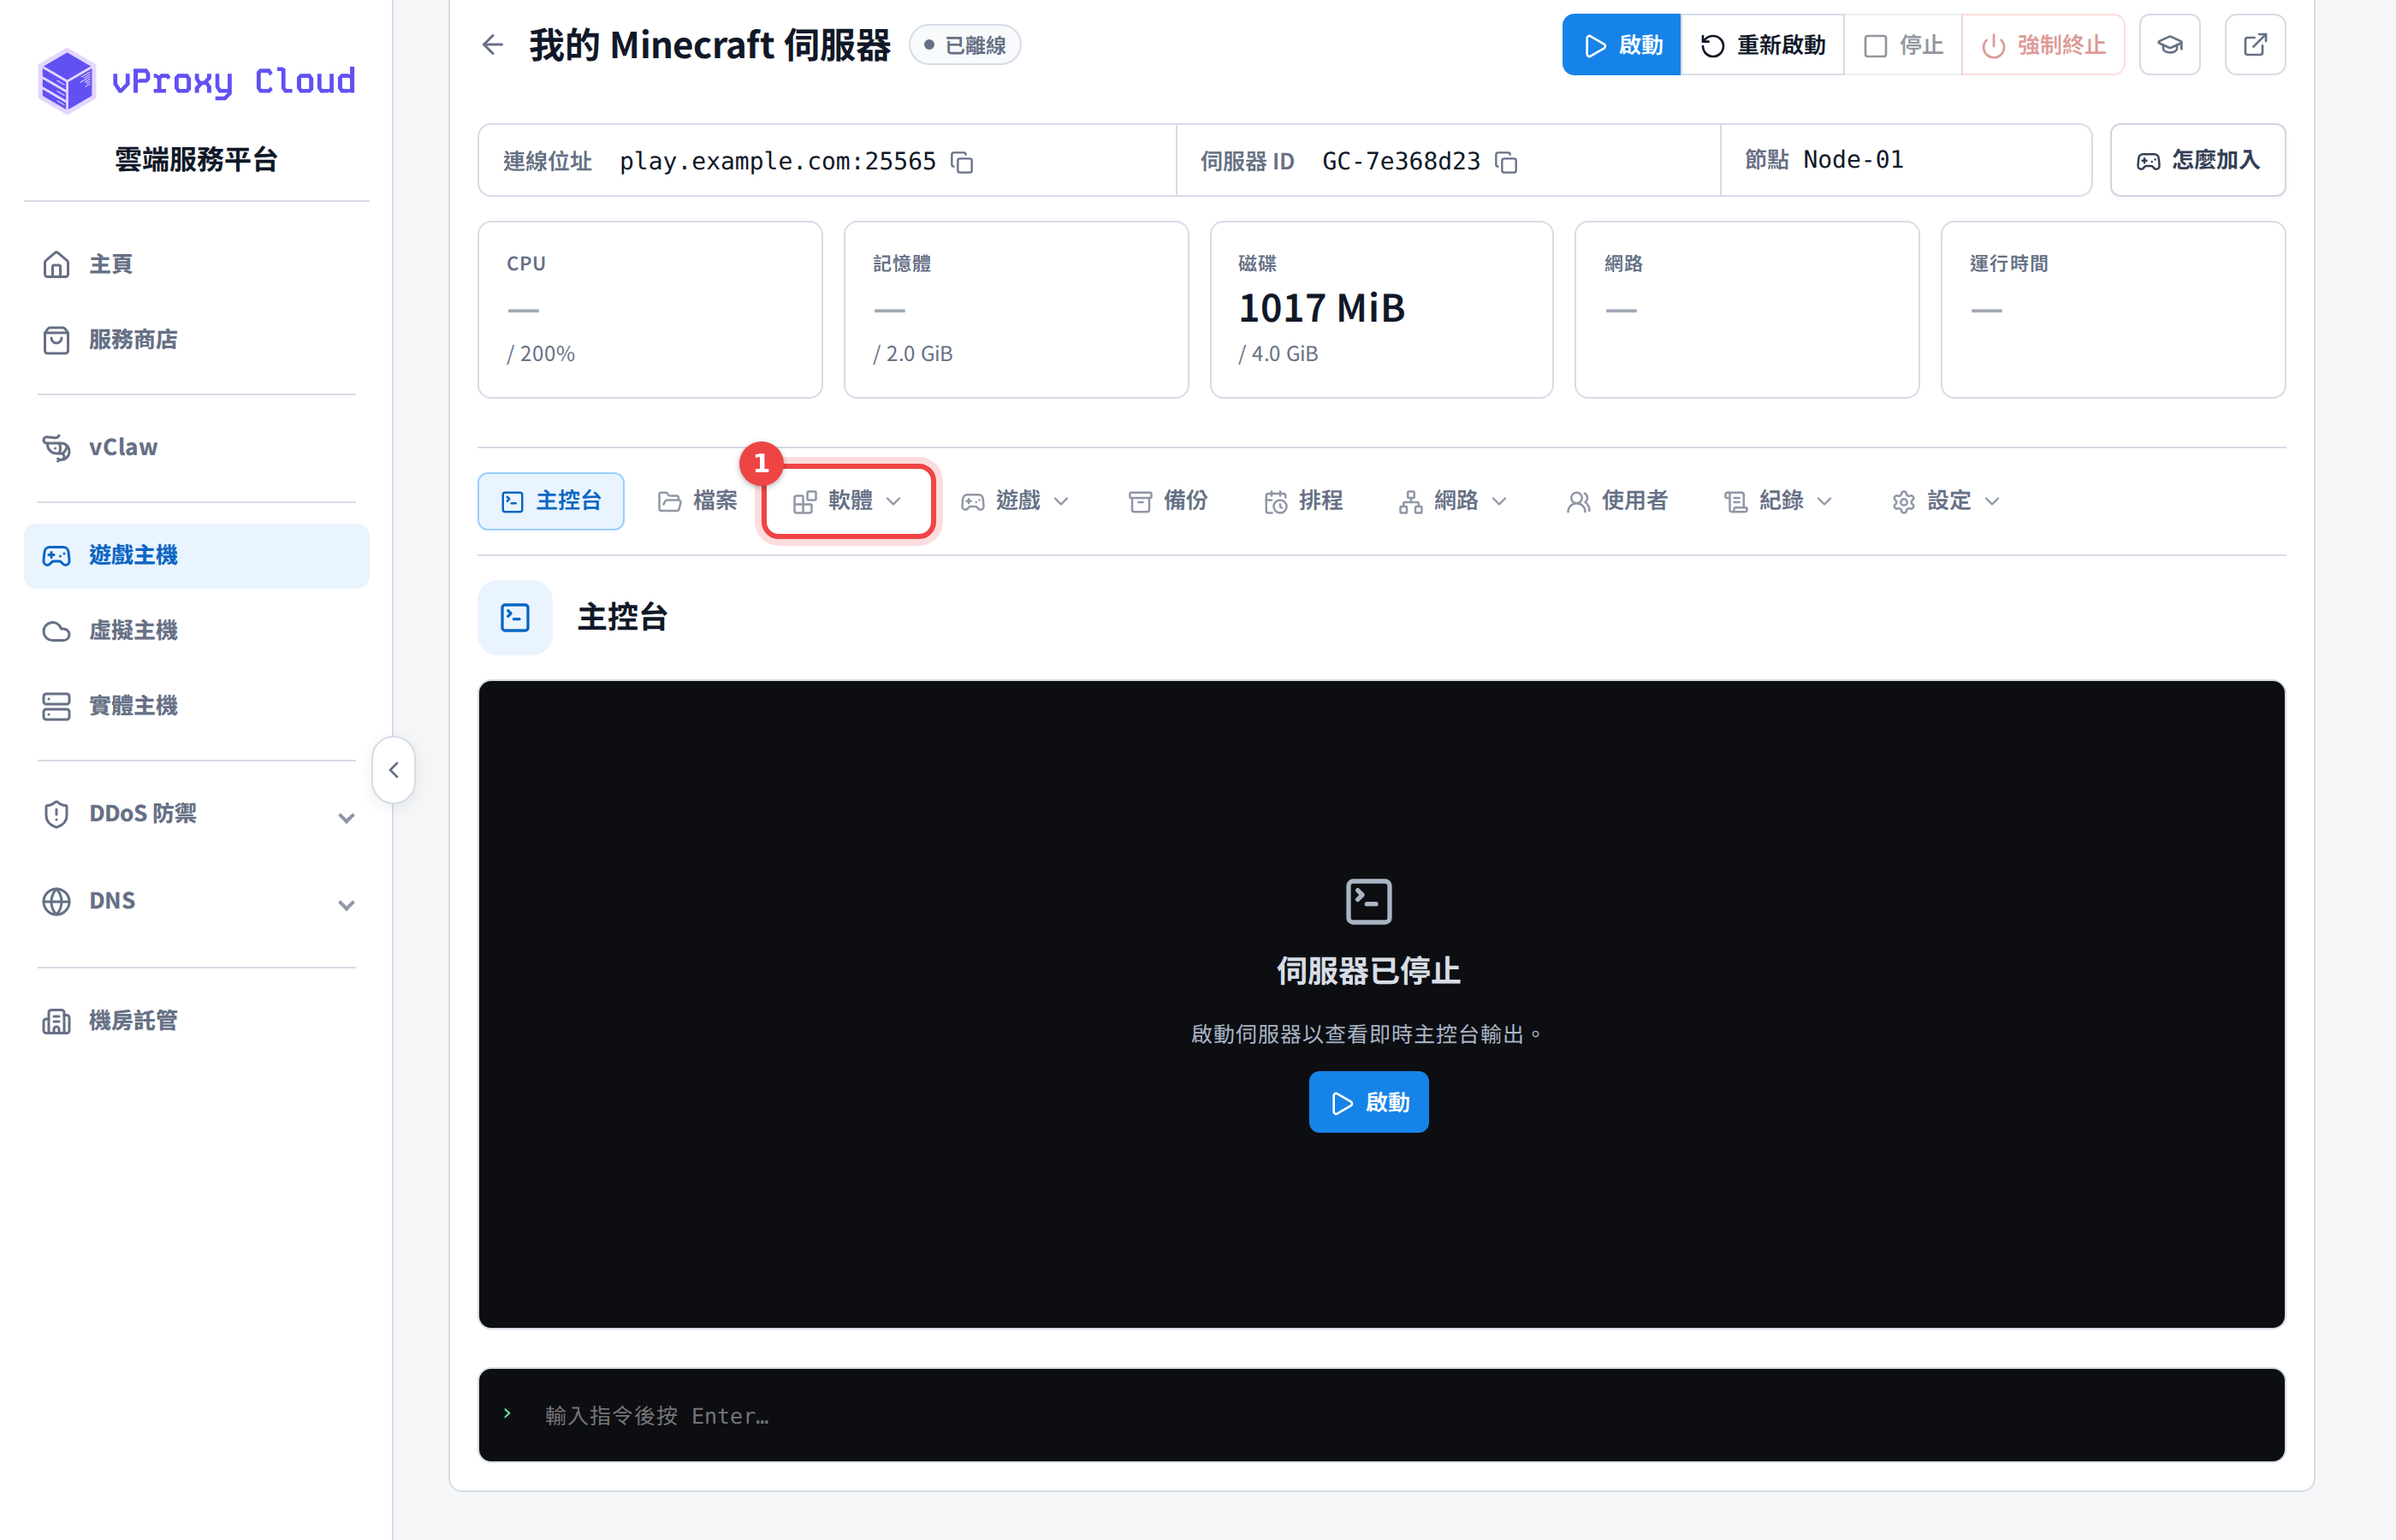 vProxy Cloud
雲端服務平台
主頁
服務商店
vClaw
遊戲主機
虛擬主機
實體主機
DDoS 防禦
DNS
機房託管
我的 Minecraft 伺服器 已離線
啟動 重新啟動 停止 強制終止
連線位址 play.example.com:25565 伺服器 ID GC-7e368d23 節點 Node-01 怎麼加入
CPU 記憶體 磁碟 網路 運行時間
— — 1017 MiB — —
/ 200% / 2.0 GiB / 4.0 GiB
1
主控台 檔案 軟體 遊戲 備份 排程 網路 使用者 紀錄 設定
主控台
伺服器已停止
啟動伺服器以查看即時主控台輸出。
啟動
› 輸入指令後按 Enter…